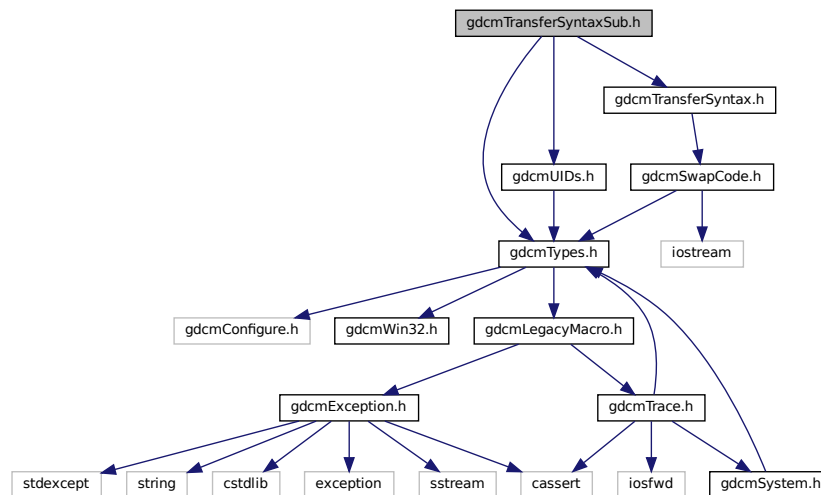 gdcmTransferSyntaxSub.h
gdcmTransferSyntax.h
gdcmUIDs.h
gdcmSwapCode.h
gdcmTypes.h
iostream
gdcmConfigure.h
gdcmWin32.h
gdcmLegacyMacro.h
gdcmException.h
gdcmTrace.h
stdexcept
string
cstdlib
exception
sstream
cassert
iosfwd
gdcmSystem.h